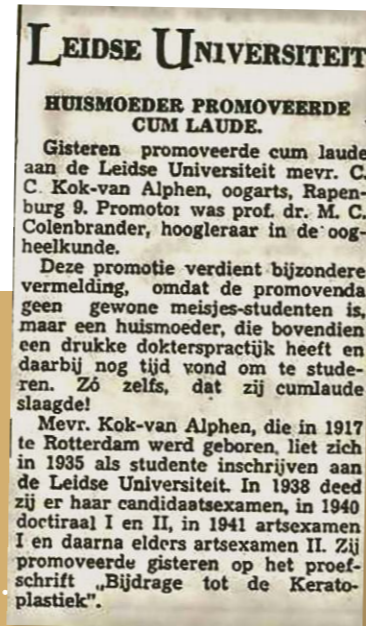 LEIDSE UNIVERSITEIT
HUISMOEDER PROMOVEERDE
CUM LAUDE.
Gisteren promoveerde cum laude
aan de Leidse Universiteit mevr. C.
C. Kok-van Alphen, oogarts, Rapen-
burg 9. Promotor was prof. dr. M. C.
Colenbrander, hoogleraar in de oog-
heelkunde.
Deze promotie verdient bijzondere
vermelding, omdat de promovenda
geen gewone meisjes-studenten is,
maar een huismoeder, die bovendien
een drukke dokterspractijk heeft en
daarbij nog tijd vond om te stude-
ren. Zó zelfs, dat zij cumlaude
slaagde!
Mevr. Kok-van Alphen, die in 1917
te Rotterdam werd geboren, liet zich
in 1935 als studente inschrijven aan
de Leidse Universiteit. In 1938 deed
zij er haar candidaatsexamen, in 1940
doctiraal I en II, in 1941 artsexamen
I en daarna elders artsexamen II. Zij
promoveerde gisteren op het proef-
schrift „Bijdrage tot de Kerato-
plastiek”.